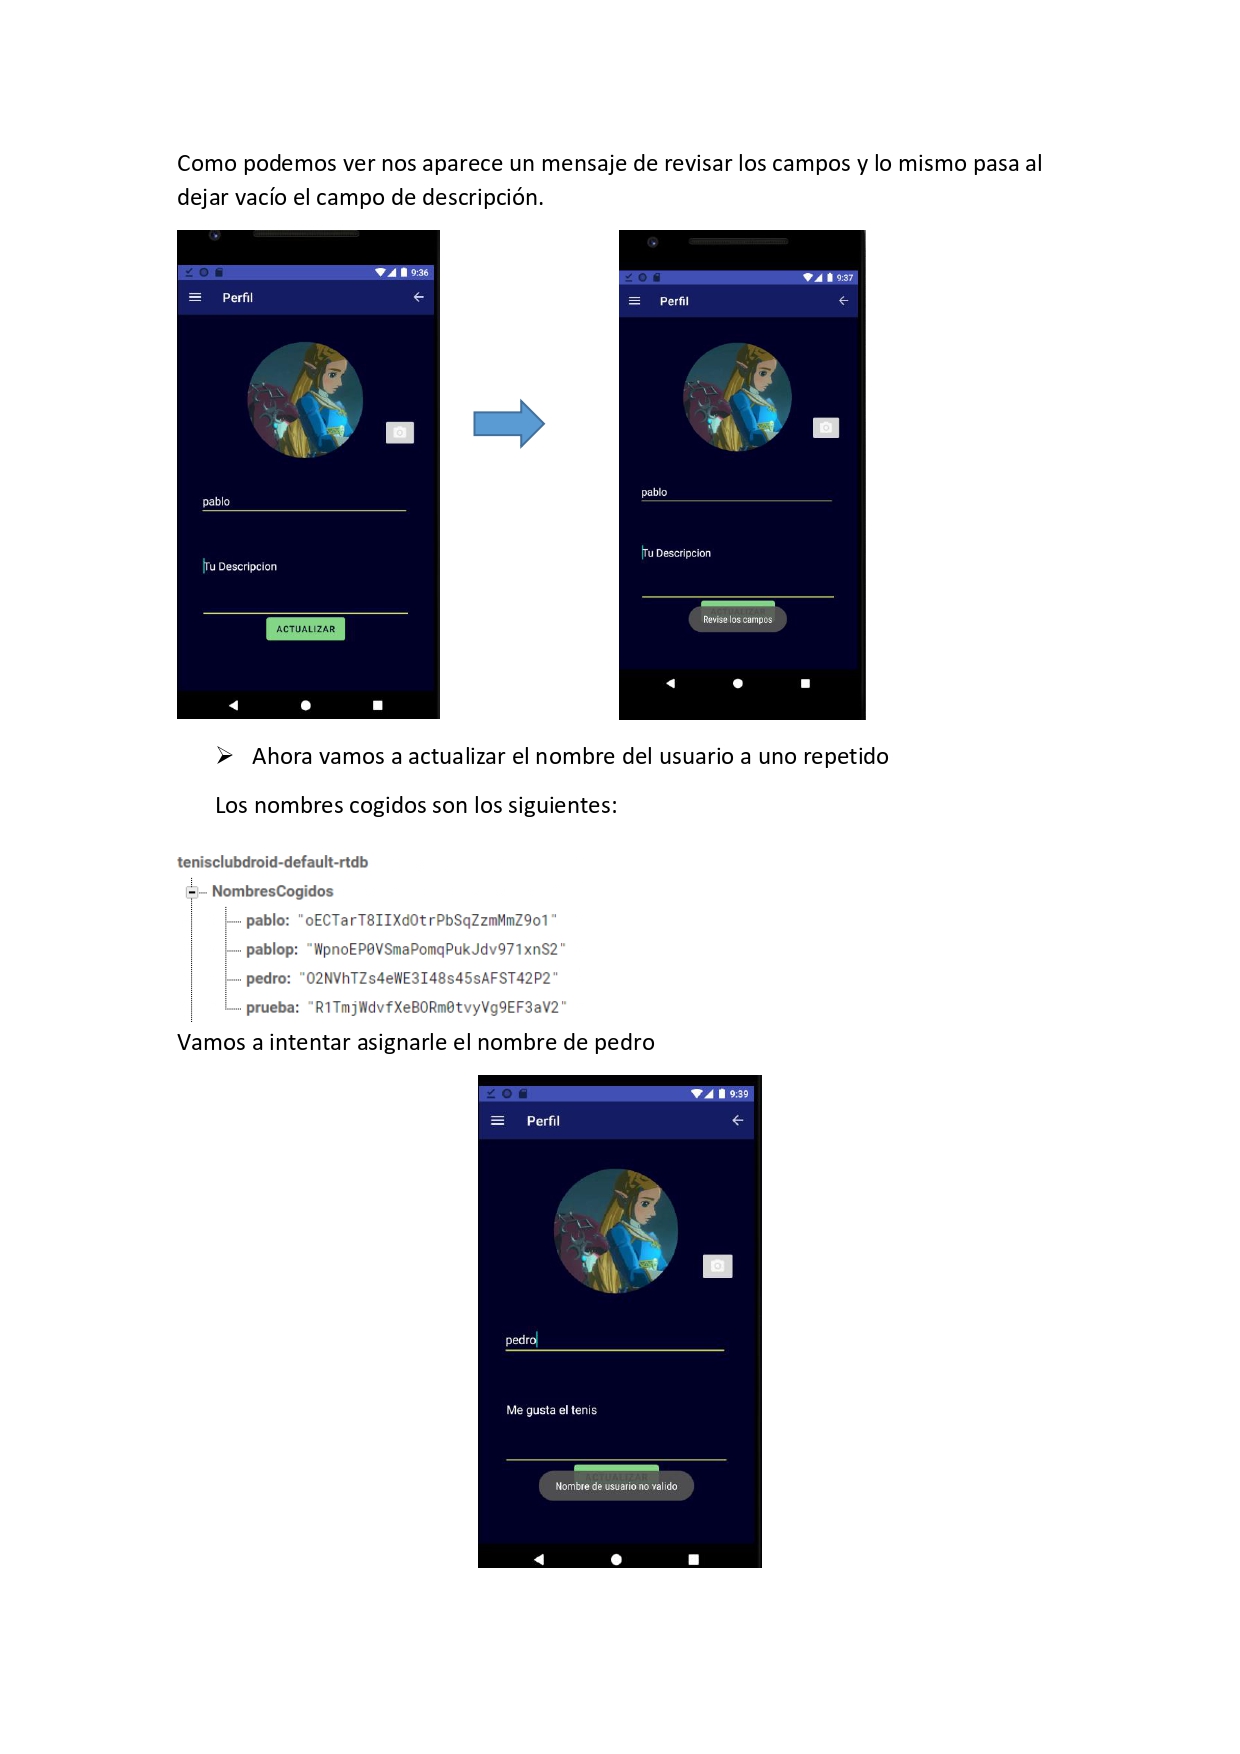 Como podemos ver nos aparece un mensaje de revisar los campos y lo mismo pasa al
dejar vacío el campo de descripción.
9:36
Perfil
pablo
Tu Descripcion
ACTUALIZAR
9:37
Perfil
pablo
Tu Descripcion
ACTUALIZAR
Revise los campos
Ahora vamos a actualizar el nombre del usuario a uno repetido
Los nombres cogidos son los siguientes:
tenisclubdroid-default-rtdb
NombresCogidos
pablo: "oECTarT8IIXdOtrPbSqZzmMmZ9o1"
pablop: "WpnoEP0VSmaPomqPukJdv971xnS2"
pedro: "O2NVhTZs4eWE3I48s45sAFST42P2"
prueba: "R1TmjWdvfXeBORm0tvyVg9EF3aV2"
Vamos a intentar asignarle el nombre de pedro
9:39
Perfil
pedro
Me gusta el tenis
ACTUALIZAR
Nombre de usuario no valido